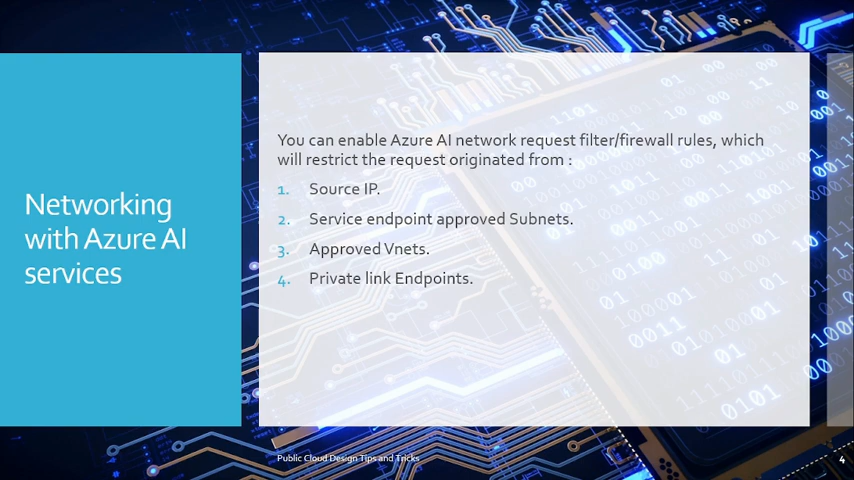 Networking
with Azure AI
services
You can enable Azure AI network request filter/firewall rules, which
will restrict the request originated from :
1. Source IP.
2. Service endpoint approved Subnets.
3. Approved Vnets.
4. Private link Endpoints.
Public Cloud Design Tips and Tricks
4